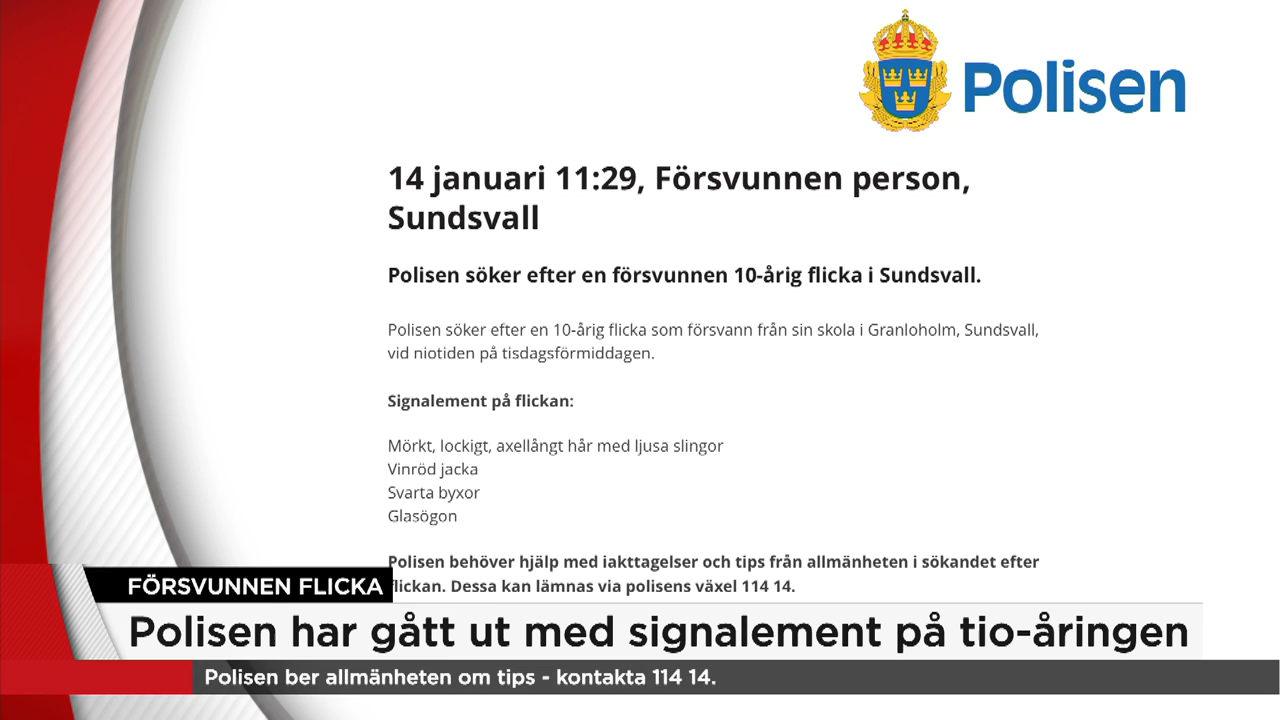 Polisen
14 januari 11:29, Försvunnen person,
Sundsvall
Polisen söker efter en försvunnen 10-årig flicka i Sundsvall.
Polisen söker efter en 10-årig flicka som försvann från sin skola i Granloholm, Sundsvall,
vid niotiden på tisdagsförmiddagen.
Signalement på flickan:
Mörkt, lockigt, axellångt hår med ljusa slingor
Vinröd jacka
Svarta byxor
Glasögon
Polisen behöver hjälp med iakttagelser och tips från allmänheten i sökandet efter
flickan. Dessa kan lämnas via polisens växel 114 14.
FÖRSVUNNEN FLICKA
Polisen har gått ut med signalement på tio-åringen
Polisen ber allmänheten om tips - kontakta 114 14.